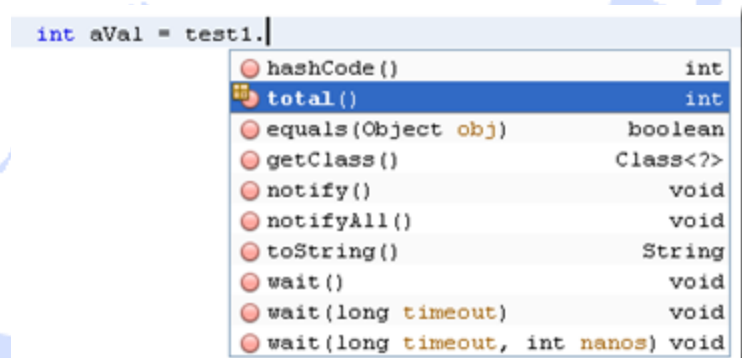 int aVal = test1.
hashCode() int
total() int
equals(Object obj) boolean
getClass() Class<?>
notify() void
notifyAll() void
toString() String
wait() void
wait(long timeout) void
wait(long timeout, int nanos) void